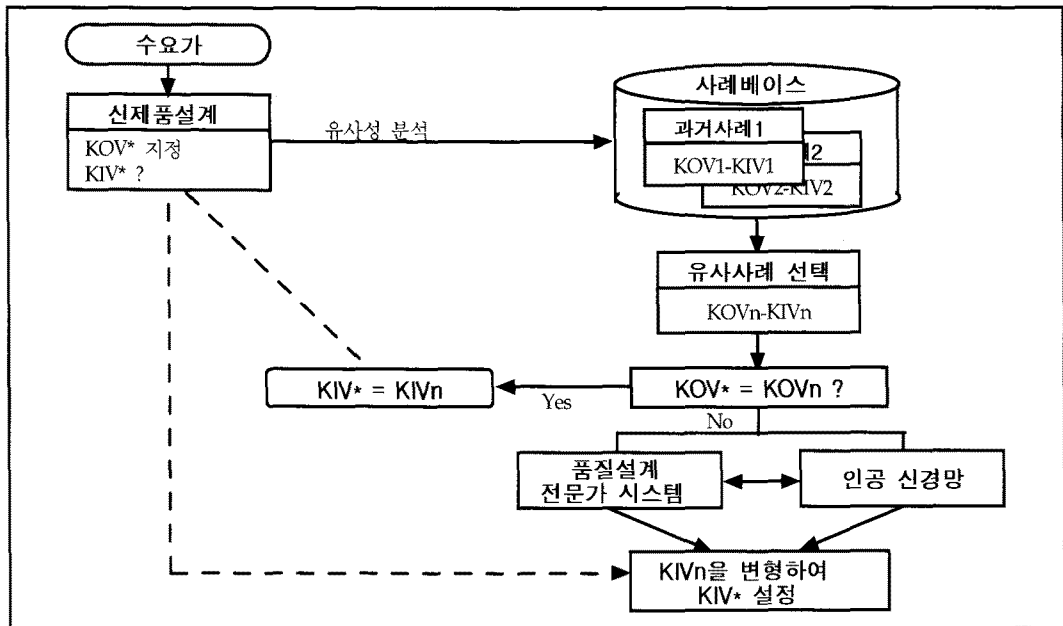 수요가
신제품설계
KOV* 지정
KIV* ?
유사성 분석
사례베이스
과거사례1
KOV1-KIV1
2
KOV2-KIV2
유사사례 선택
KOVn-KIVn
KOV* = KOVn ?
Yes
KIV* = KIVn
No
품질설계
전문가 시스템
인공 신경망
KIVn을 변형하여
KIV* 설정